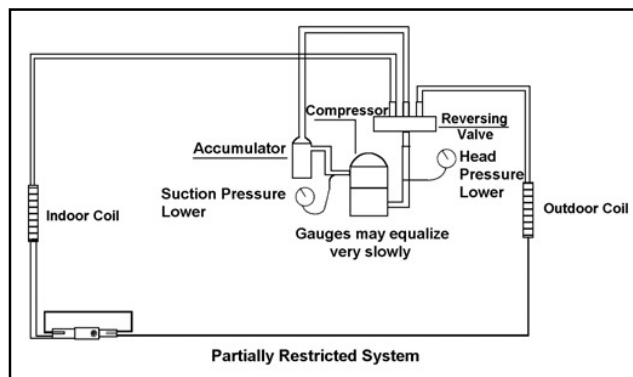 Compressor
Reversing
Valve
Accumulator
Head
Pressure
Lower
Suction Pressure
Lower
Indoor Coil
Outdoor Coil
Gauges may equalize
very slowly
Partially Restricted System